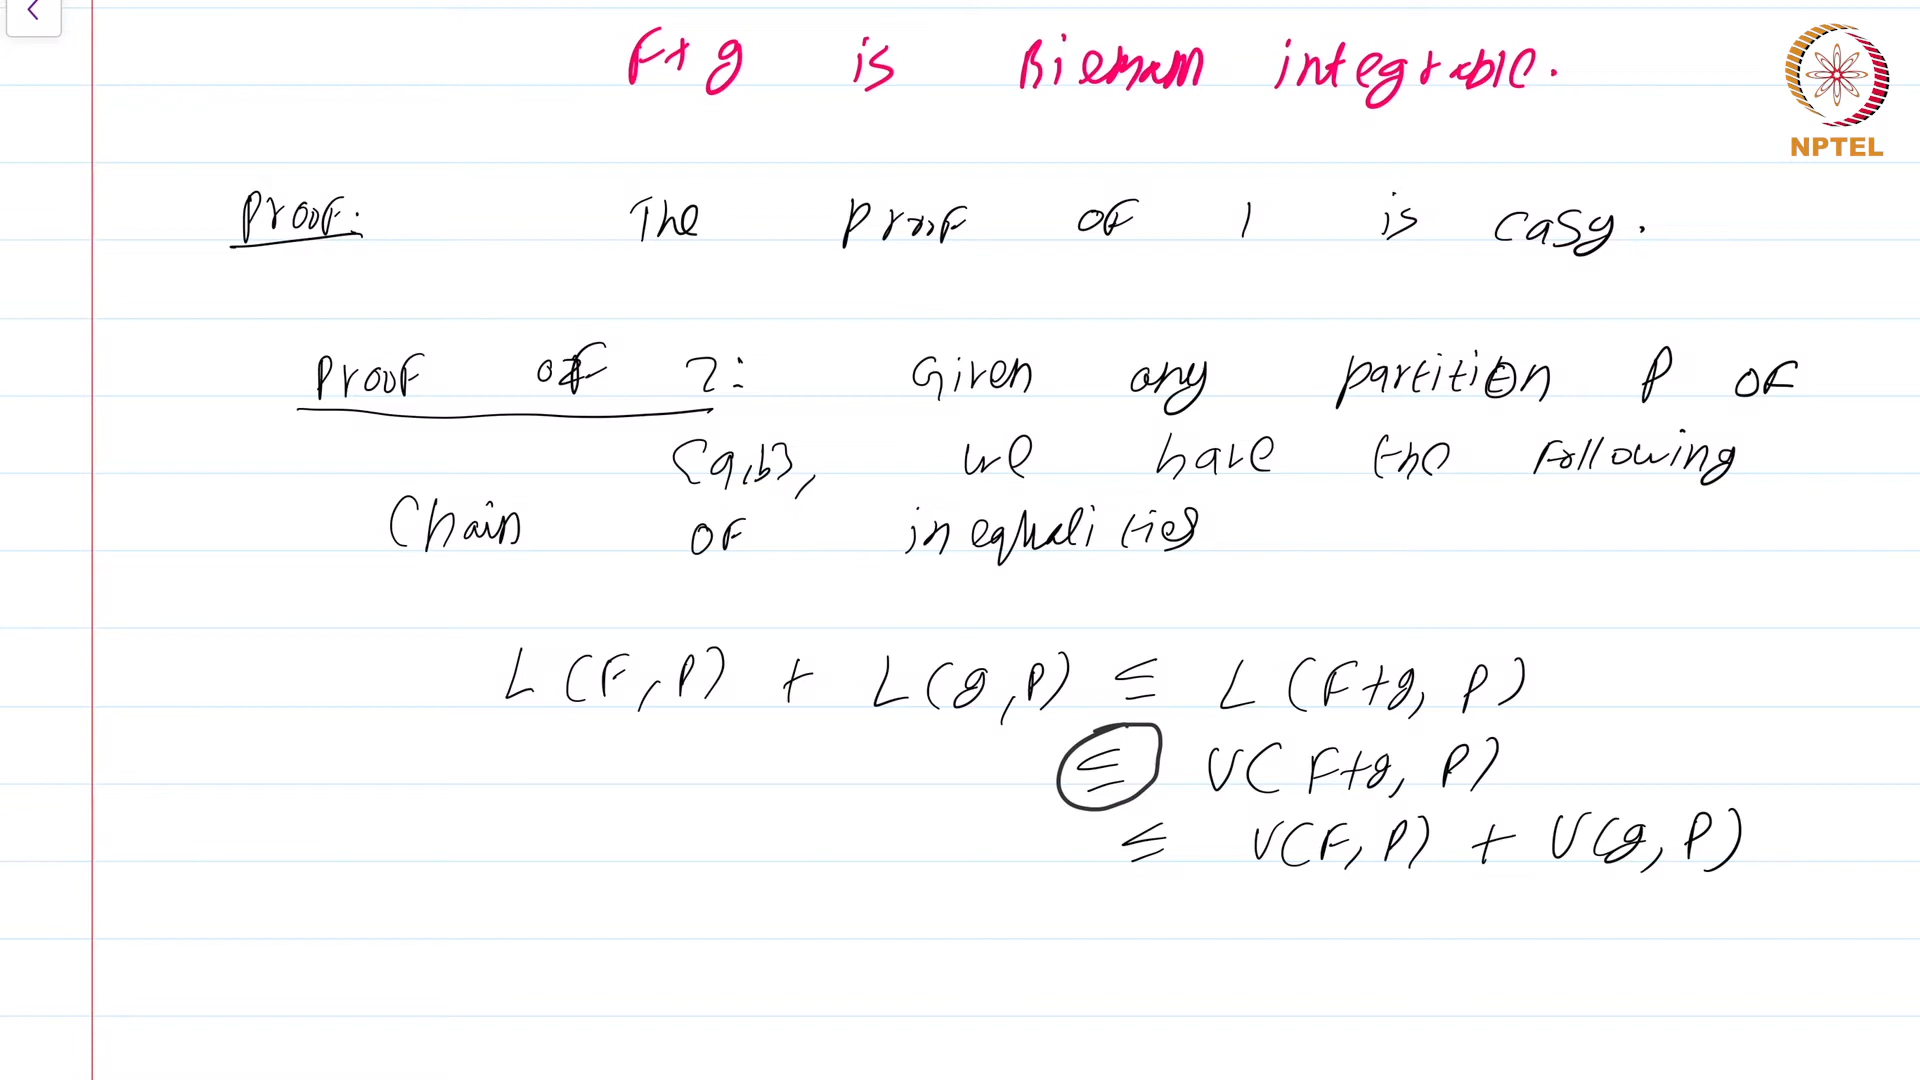 F+g is Riemann integrable.
NPTEL
Proof: The proof of 1 is easy.
Proof of 2: Given any partition P of
[a,b], we have the following
Chain of inequalities
L(F,P) + L(g,P) ≤ L(F+g, P)
≤ U(F+g, P)
≤ U(F,P) + U(g,P)